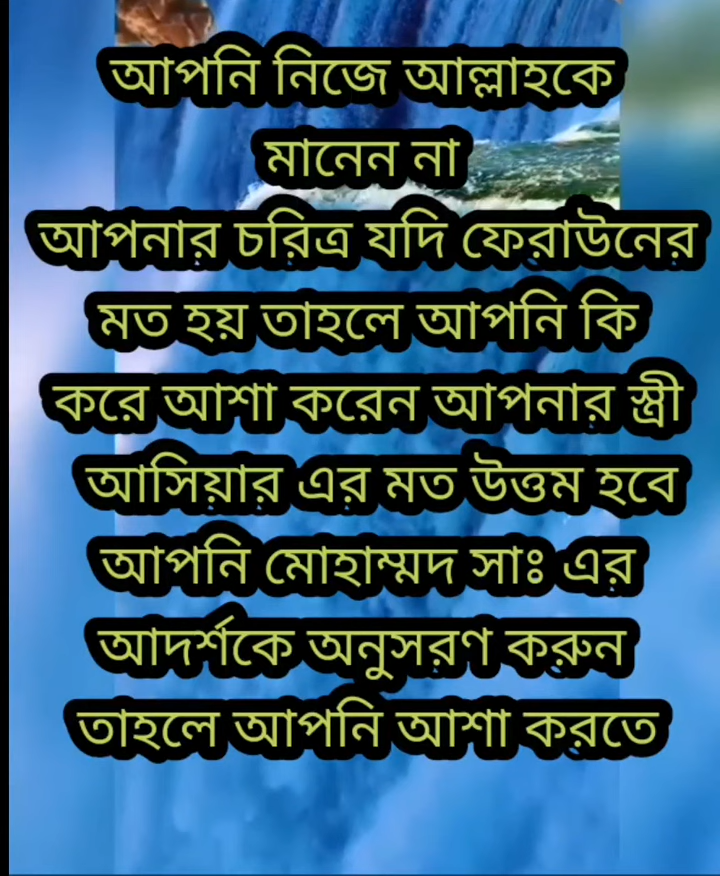 আপনি নিজে আল্লাহকে
মানেন না
আপনার চরিত্র যদি ফেরাউনের
মত হয় তাহলে আপনি কি
করে আশা করেন আপনার স্ত্রী
আসিয়ার এর মত উত্তম হবে
আপনি মোহাম্মদ সাঃ এর
আদর্শকে অনুসরণ করুন
তাহলে আপনি আশা করতে